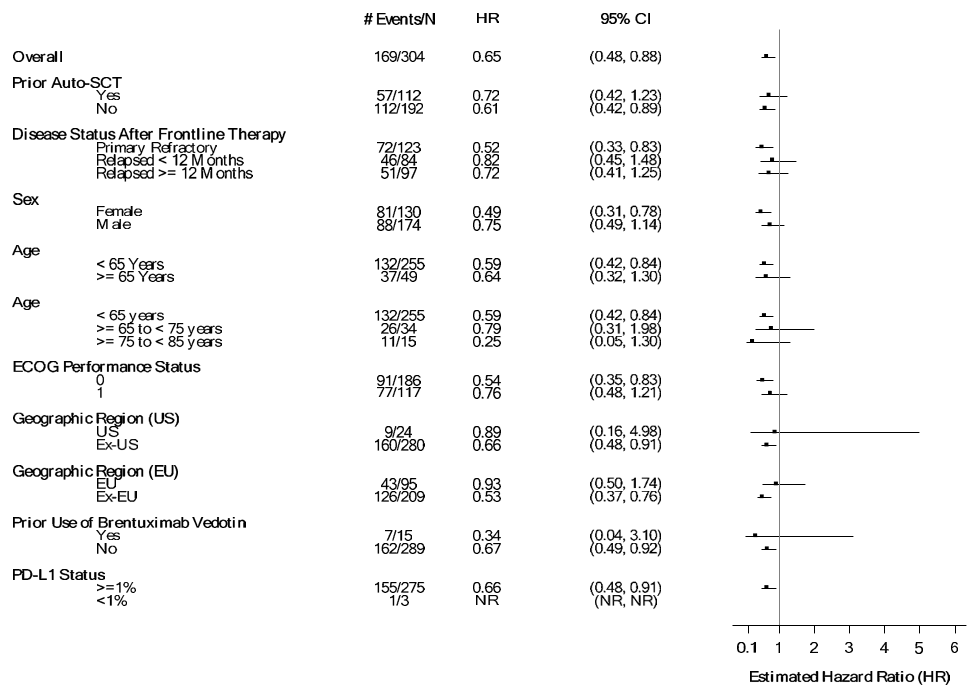 # Events/N HR 95% CI
Overall 169/304 0.65 (0.48, 0.88)
Prior Auto-SCT
Yes 57/112 0.72 (0.42, 1.23)
No 112/192 0.61 (0.42, 0.89)
Disease Status After Frontline Therapy
Primary Refractory 72/123 0.52 (0.33, 0.83)
Relapsed < 12 Months 46/84 0.82 (0.45, 1.48)
Relapsed >= 12 Months 51/97 0.72 (0.41, 1.25)
Sex
Female 81/130 0.49 (0.31, 0.78)
Male 88/174 0.75 (0.49, 1.14)
Age
< 65 Years 132/255 0.59 (0.42, 0.84)
>= 65 Years 37/49 0.64 (0.32, 1.30)
Age
< 65 years 132/255 0.59 (0.42, 0.84)
>= 65 to < 75 years 26/34 0.79 (0.31, 1.98)
>= 75 to < 85 years 11/15 0.25 (0.05, 1.30)
ECOG Performance Status
0 91/186 0.54 (0.35, 0.83)
1 77/117 0.76 (0.48, 1.21)
Geographic Region (US)
US 9/24 0.89 (0.16, 4.98)
Ex-US 160/280 0.66 (0.48, 0.91)
Geographic Region (EU)
EU 43/95 0.93 (0.50, 1.74)
Ex-EU 126/209 0.53 (0.37, 0.76)
Prior Use of Brentuximab Vedotin
Yes 7/15 0.34 (0.04, 3.10)
No 162/289 0.67 (0.49, 0.92)
PD-L1 Status
>=1% 155/275 0.66 (0.48, 0.91)
<1% 1/3 NR (NR, NR)
0.1 1 2 3 4 5 6
Estimated Hazard Ratio (HR)